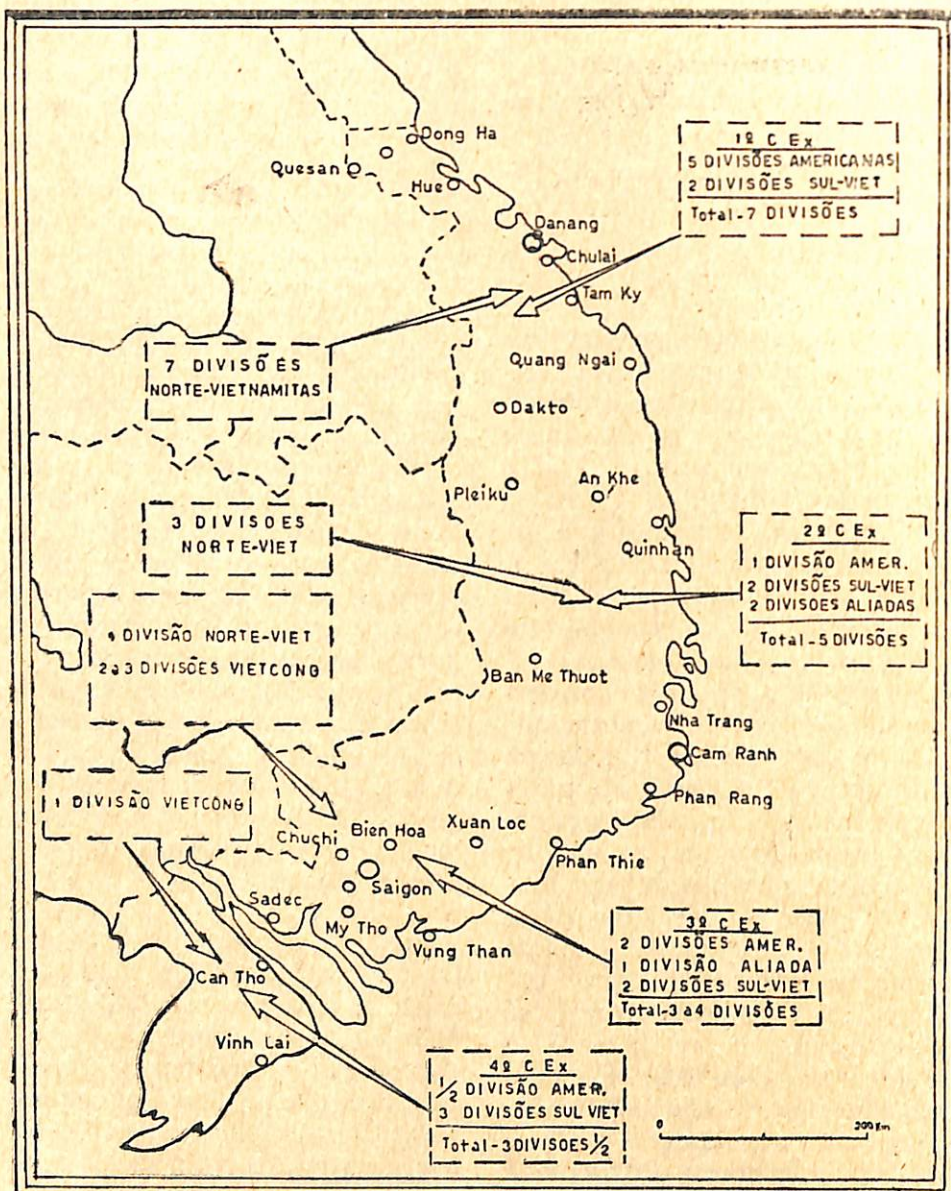 Dong Ha
Quesan
Hue
1º C Ex
5 DIVISÕES AMERICANAS
2 DIVISÕES SUL-VIET
Total-7 DIVISÕES
Danang
Chulai
Tam Ky
7 DIVISÕES
NORTE-VIETNAMITAS
Quang Ngai
Dakto
Pleiku
An Khe
3 DIVISOES
NORTE-VIET
Quinhan
2º C Ex
1 DIVISÃO AMER.
2 DIVISÕES SUL-VIET
2 DIVISOES ALIADAS
Total-5 DIVISÕES
1 DIVISÃO NORTE-VIET
2a3 DIVISÕES VIETCONG
Ban Me Thuot
Nha Trang
Cam Ranh
Phan Rang
1 DIVISÃO VIETCONG
Chuchi
Bien Hoa
Xuan Loc
Phan Thie
Saigon
Sadec
My Tho
Vung Than
3º C Ex
2 DIVISÕES AMER.
1 DIVISÃO ALIADA
2 DIVISÕES SUL-VIET
Total-3 a4 DIVISÕES
Can Tho
Vinh Lai
4º C Ex
1/2 DIVISÃO AMER.
3 DIVISÕES SUL VIET
Total-3DIVISOES 1/2
0 200 Km